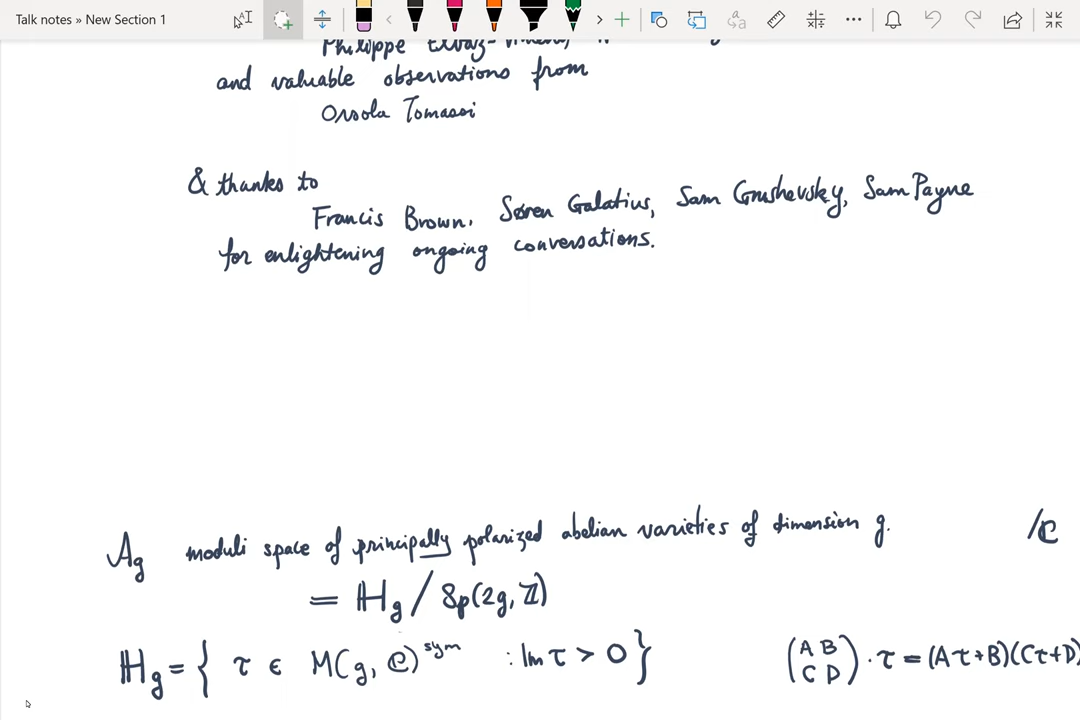 Talk notes » New Section 1
Philippe
and valuable observations from
Orsola Tomassi
& thanks to
Francis Brown, Søren Galatius, Sam Grushevsky, Sam Payne
for enlightening ongoing conversations.
A_g moduli space of principally polarized abelian varieties of dimension g. /ℂ
= ℍ_g / Sp(2g, ℤ)
ℍ_g = { τ ∈ M(g, ℂ)^sym : Im τ > 0 } (A B C D) · τ = (Aτ+B)(Cτ+D)